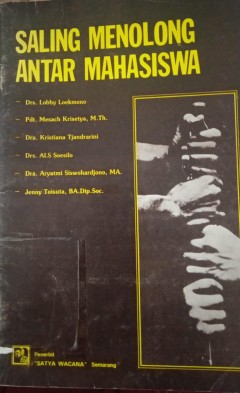 SALING MENOLONG
ANTAR MAHASISWA
– Drs. Lobby Loekmono
– Pdt. Mesach Krisetya, M.Th.
– Dra. Kristiana Tjandrarini
– Drs. ALS Soesilo
– Dra. Aryatmi Siswohardjono, MA.
– Jenny Teisuta, BA.Dip.Soc.
Penerbit
"SATYA WACANA" Semarang